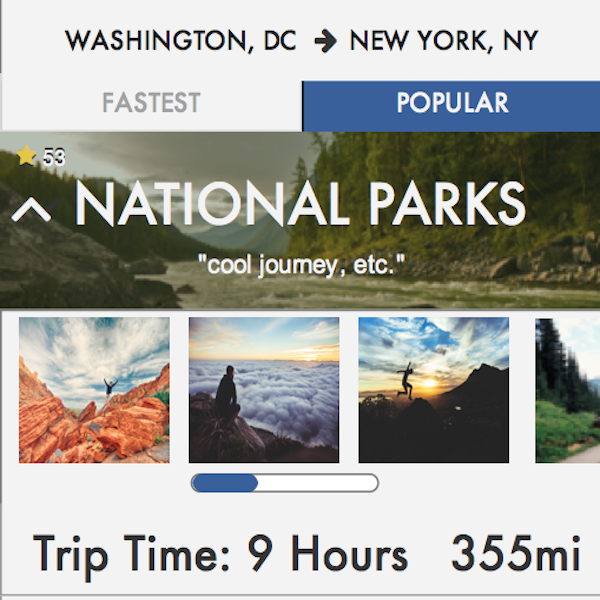 WASHINGTON, DC → NEW YORK, NY
FASTEST POPULAR
53
NATIONAL PARKS
"cool journey, etc."
Trip Time: 9 Hours 355mi